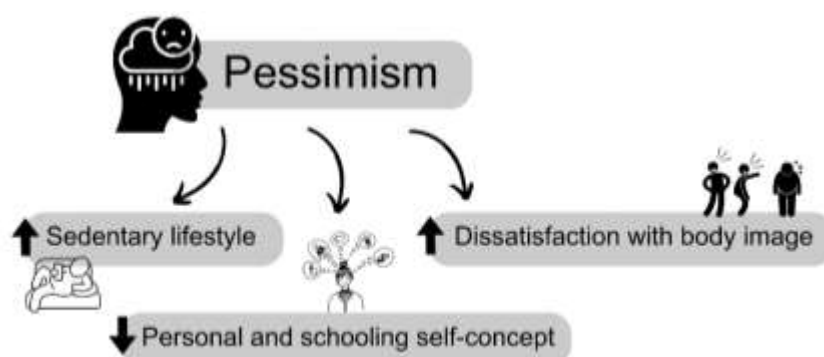 Pessimism
Sedentary lifestyle
Dissatisfaction with body image
Personal and schooling self-concept